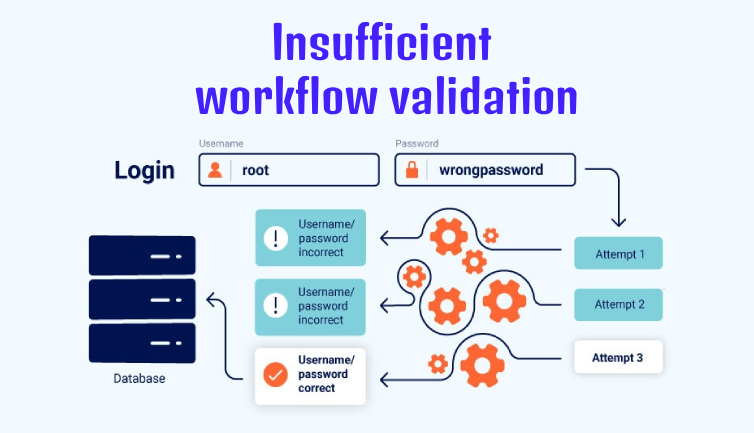 Insufficient
workflow validation
Username
Password
Login
root
wrongpassword
Username/
password
incorrect
Attempt 1
Username/
password
incorrect
Attempt 2
Username/
password
correct
Attempt 3
Database